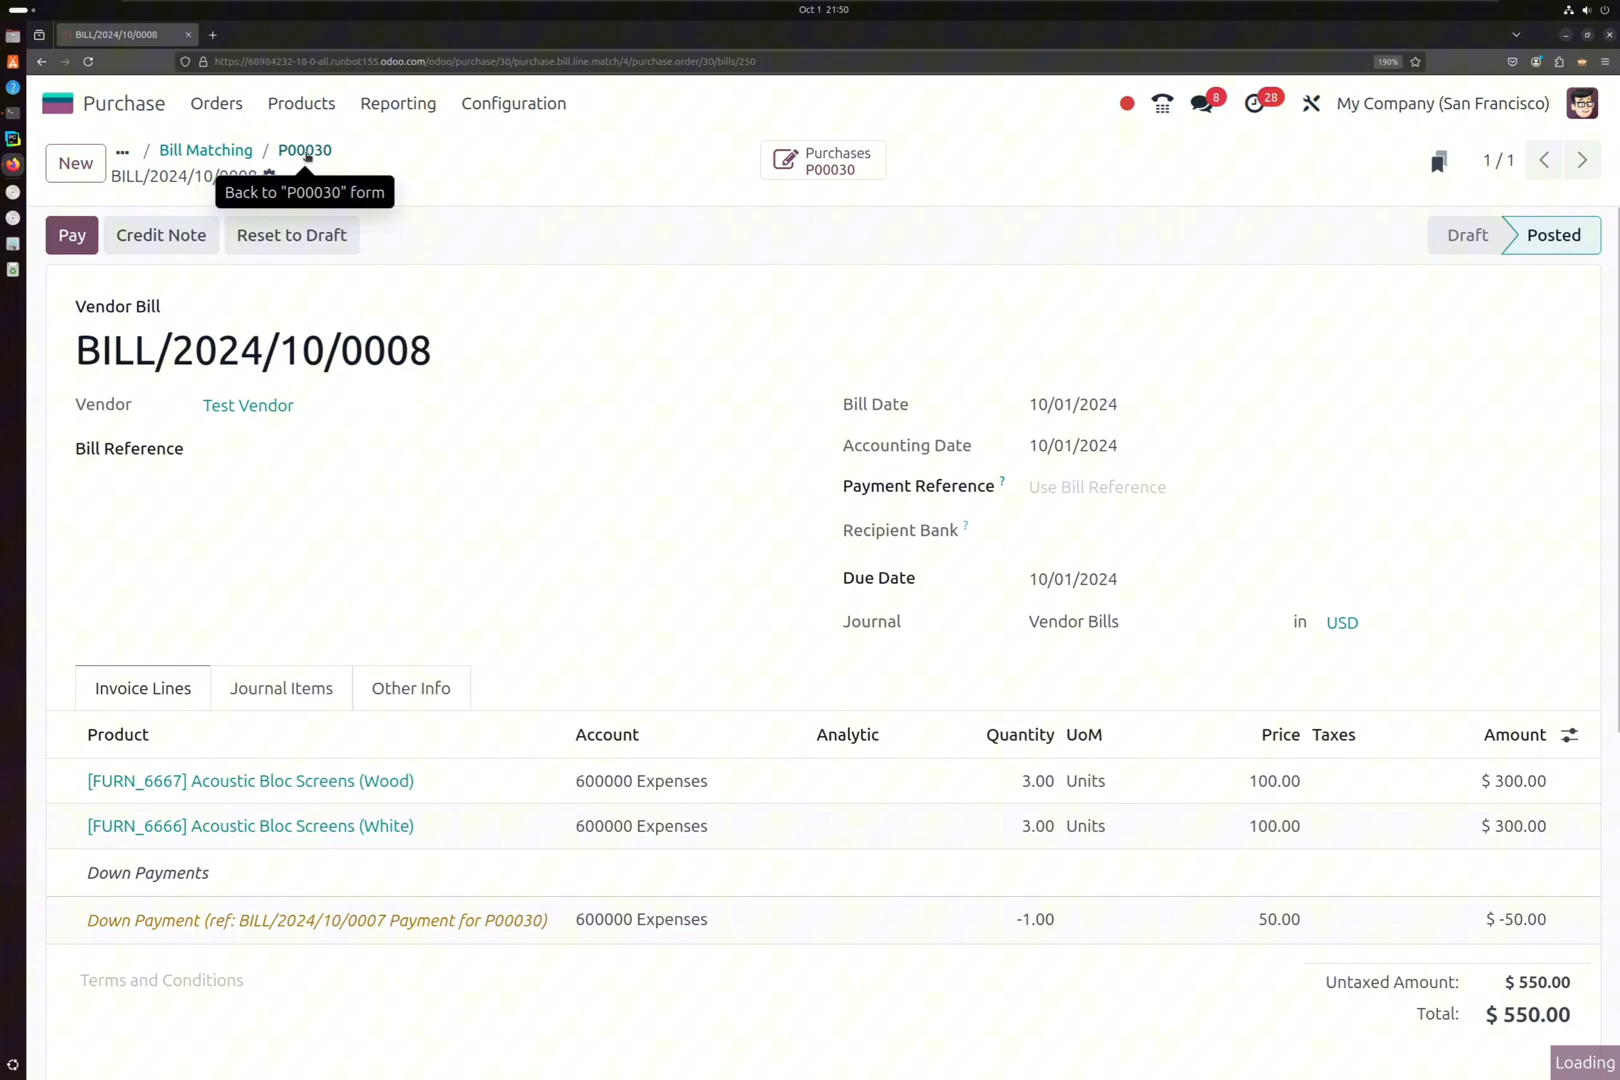 Oct 1 21:50
BILL/2024/10/0008
https://68984232-18-0-all.runbot155.odoo.com/odoo/purchase/30/purchase.bill.line.match/4/purchase.order/30/bills/250
190%
Purchase Orders Products Reporting Configuration
8 28 My Company (San Francisco)
New ... / Bill Matching / P00030
BILL/2024/10/0008
Back to "P00030" form
Purchases
P00030
1 / 1
Pay Credit Note Reset to Draft
Draft Posted
Vendor Bill
BILL/2024/10/0008
Vendor Test Vendor
Bill Reference
Bill Date 10/01/2024
Accounting Date 10/01/2024
Payment Reference ? Use Bill Reference
Recipient Bank ?
Due Date 10/01/2024
Journal Vendor Bills in USD
Invoice Lines Journal Items Other Info
Product Account Analytic Quantity UoM Price Taxes Amount
[FURN_6667] Acoustic Bloc Screens (Wood) 600000 Expenses 3.00 Units 100.00 $ 300.00
[FURN_6666] Acoustic Bloc Screens (White) 600000 Expenses 3.00 Units 100.00 $ 300.00
Down Payments
Down Payment (ref: BILL/2024/10/0007 Payment for P00030) 600000 Expenses -1.00 50.00 $ -50.00
Terms and Conditions
Untaxed Amount: $ 550.00
Total: $ 550.00
Loading